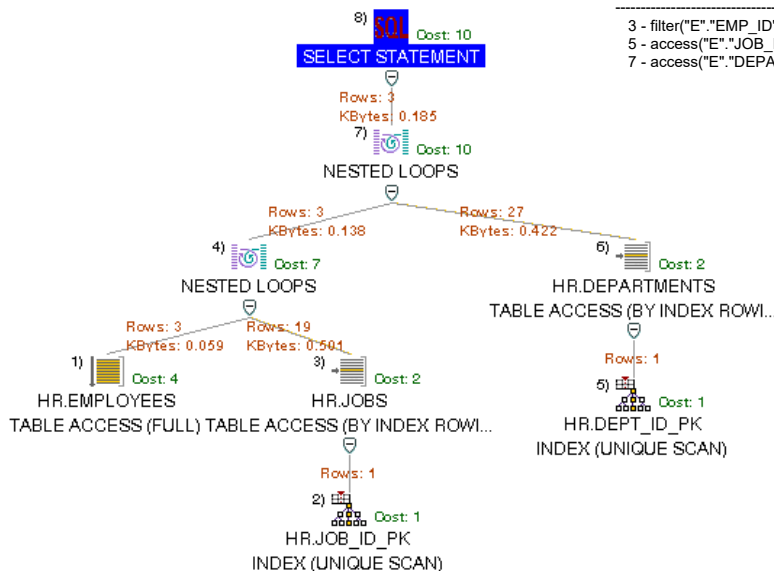 8) SQL Cost: 10
SELECT STATEMENT
3 - filter("E"."EMP_ID"
5 - access("E"."JOB_I
7 - access("E"."DEPA
Rows: 3
KBytes: 0.185
7) Cost: 10
NESTED LOOPS
Rows: 3
KBytes: 0.138
Rows: 27
KBytes: 0.422
4) Cost: 7
NESTED LOOPS
6) Cost: 2
HR.DEPARTMENTS
TABLE ACCESS (BY INDEX ROWI...
Rows: 3
KBytes: 0.059
Rows: 19
KBytes: 0.501
1) Cost: 4
HR.EMPLOYEES
TABLE ACCESS (FULL)
3) Cost: 2
HR.JOBS
TABLE ACCESS (BY INDEX ROWI...
Rows: 1
5) Cost: 1
HR.DEPT_ID_PK
INDEX (UNIQUE SCAN)
Rows: 1
2) Cost: 1
HR.JOB_ID_PK
INDEX (UNIQUE SCAN)